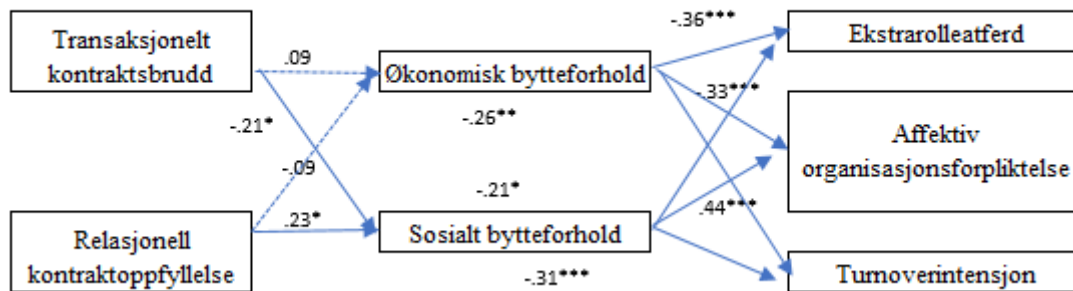 Transaksjonelt
kontraktsbrudd
.09
Økonomisk bytteforhold
-.36***
Ekstrarolleatferd
-.33***
-.21*
-.26**
Affektiv
organisasjonsforpliktelse
-.09
-.21*
.44***
.23*
Relasjonell
kontraktoppfyllelse
Sosialt bytteforhold
-.31***
Turnoverintensjon